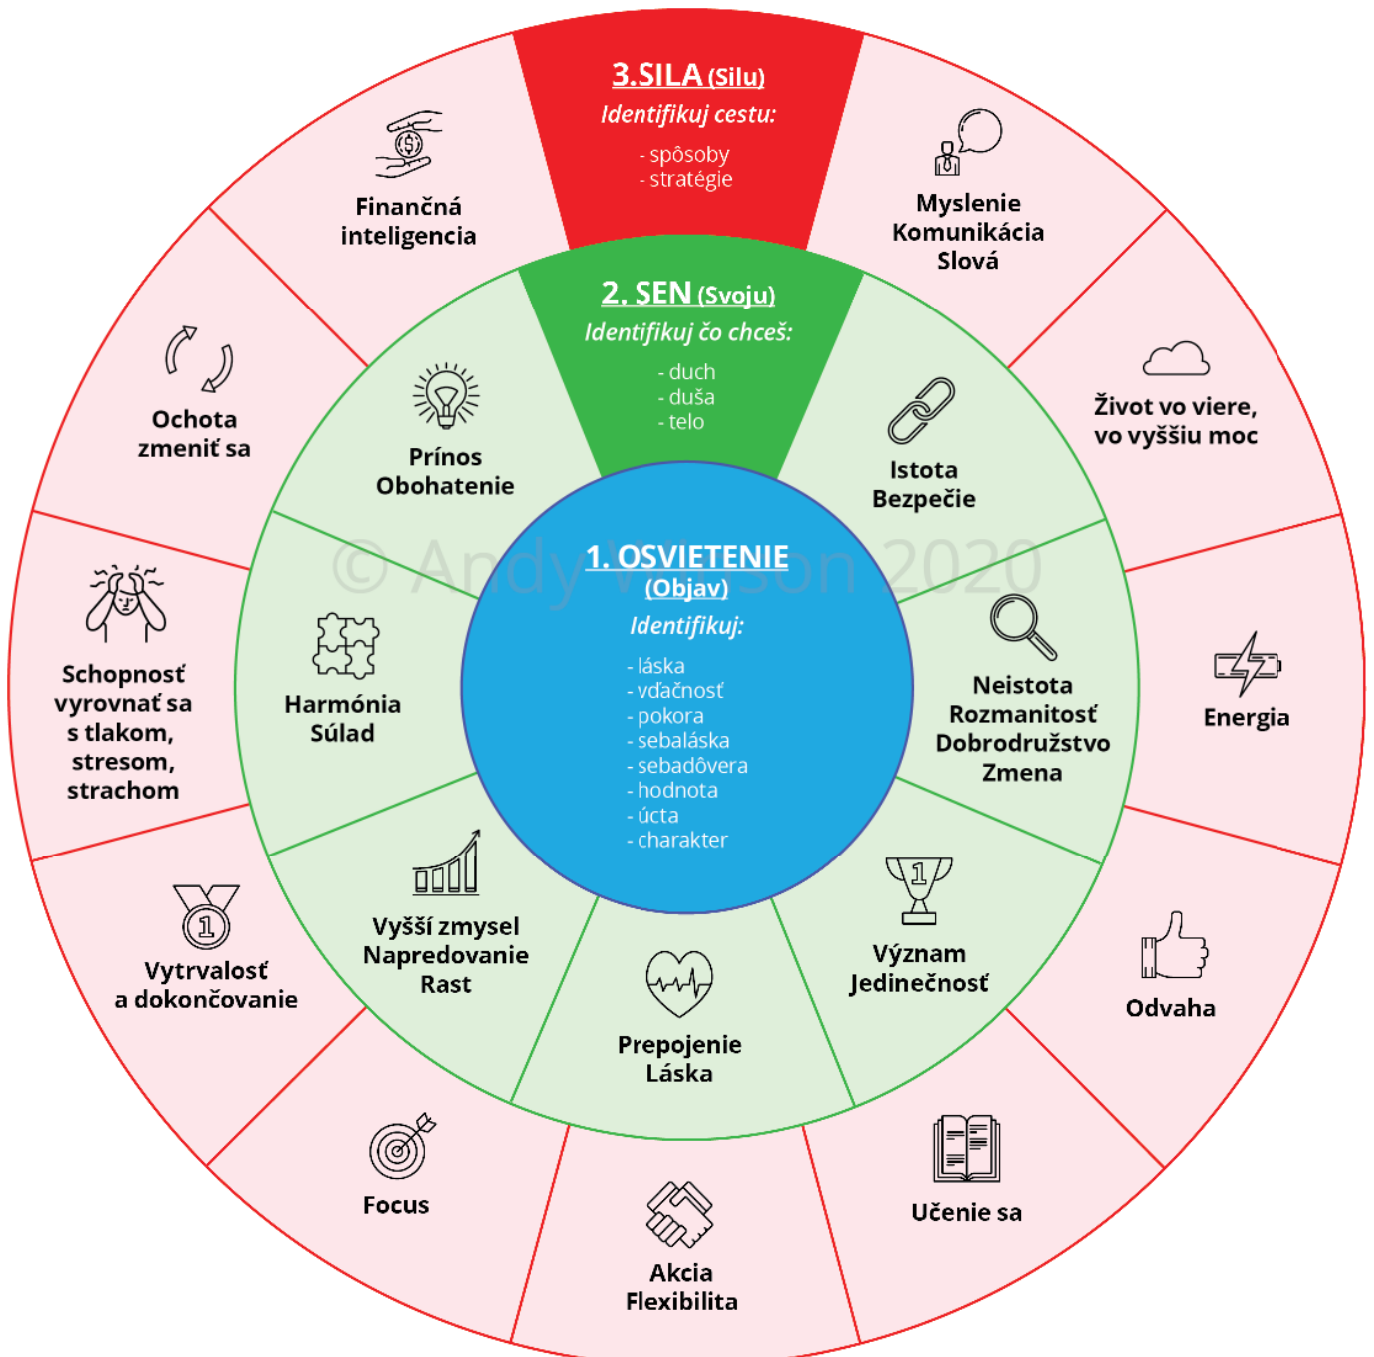 3.SILA (Silu)
Identifikuj cestu:
- spôsoby
- stratégie
Myslenie
Komunikácia
Slová
Život vo viere,
vo vyššiu moc
Energia
Odvaha
Učenie sa
Akcia
Flexibilita
Focus
1
Vytrvalosť
a dokončovanie
Schopnosť
vyrovnať sa
s tlakom,
stresom,
strachom
Ochota
zmeniť sa
$
Finančná
inteligencia
2. SEN (Svoju)
Identifikuj čo chceš:
- duch
- duša
- telo
Istota
Bezpečie
Neistota
Rozmanitosť
Dobrodružstvo
Zmena
1
Význam
Jedinečnosť
Prepojenie
Láska
Vyšší zmysel
Napredovanie
Rast
Harmónia
Súlad
Prínos
Obohatenie
1. OSVIETENIE
(Objav)
Identifikuj:
- láska
- vďačnosť
- pokora
- sebaláska
- sebadôvera
- hodnota
- úcta
- charakter
© Andy Winson 2020